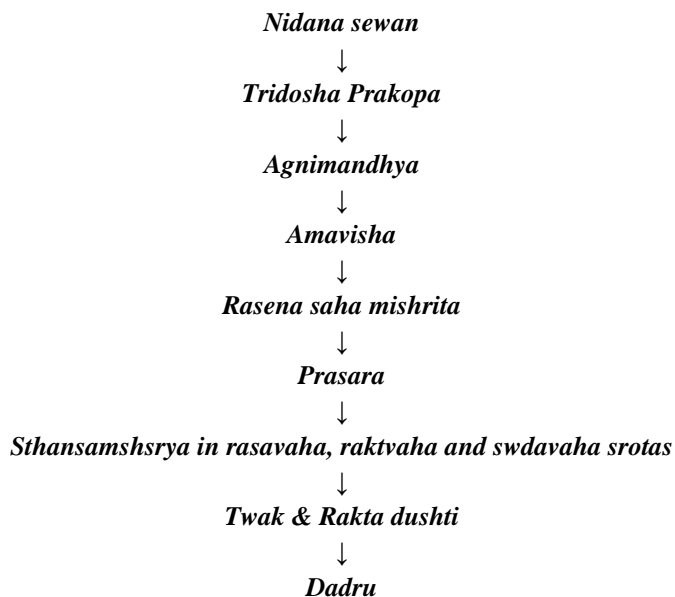 Nidana sewan
↓
Tridosha Prakopa
↓
Agnimandhya
↓
Amavisha
↓
Rasena saha mishrita
↓
Prasara
↓
Sthansamshsrya in rasavaha, raktvaha and swdavaha srotas
↓
Twak & Rakta dushti
↓
Dadru